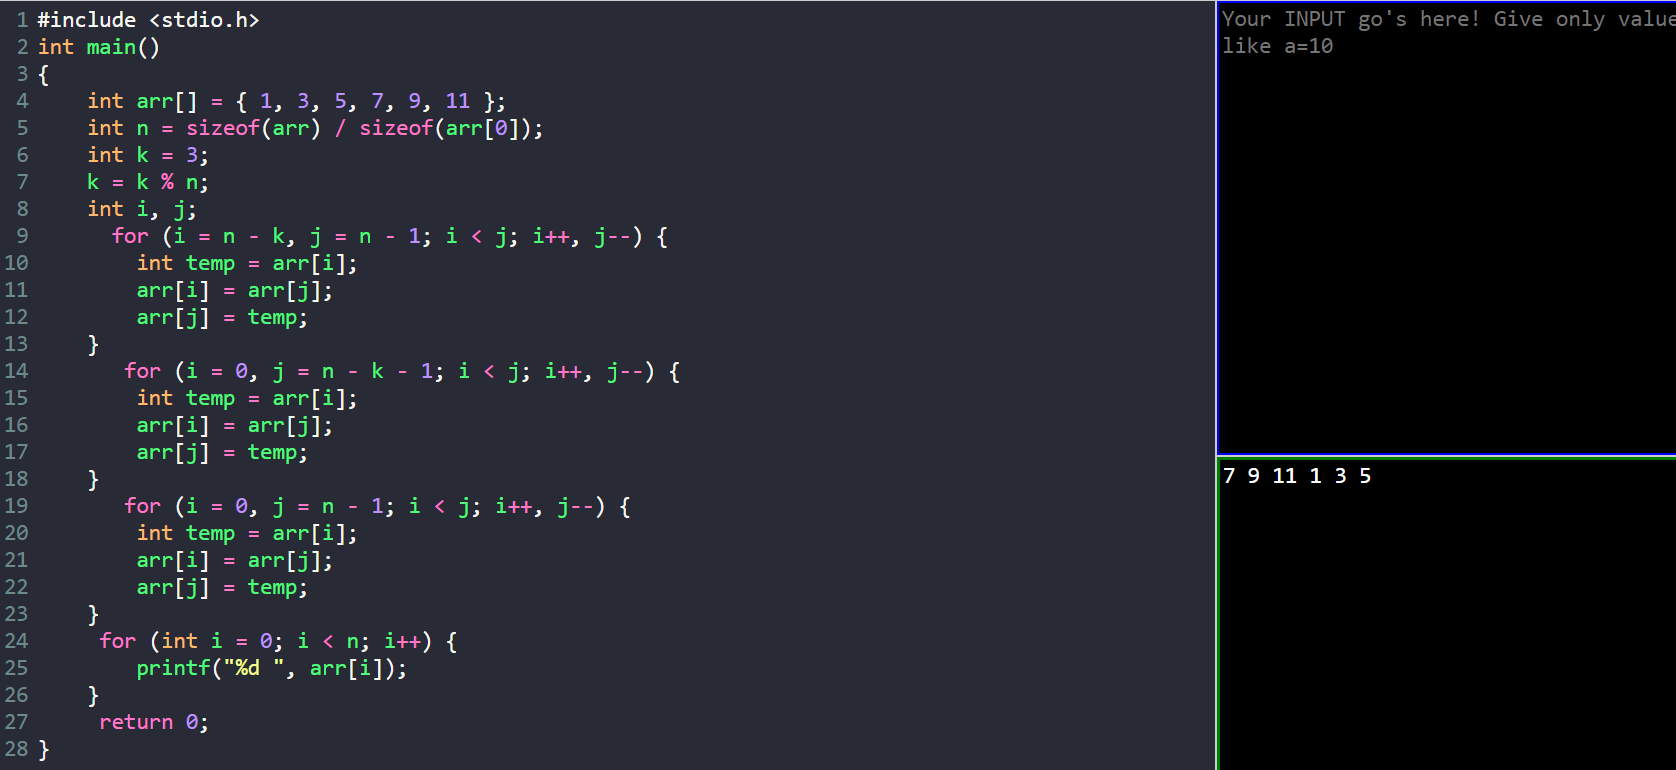 1 #include <stdio.h>
2 int main()
3 {
4     int arr[] = { 1, 3, 5, 7, 9, 11 };
5     int n = sizeof(arr) / sizeof(arr[0]);
6     int k = 3;
7     k = k % n;
8     int i, j;
9       for (i = n - k, j = n - 1; i < j; i++, j--) {
10         int temp = arr[i];
11         arr[i] = arr[j];
12         arr[j] = temp;
13     }
14        for (i = 0, j = n - k - 1; i < j; i++, j--) {
15         int temp = arr[i];
16         arr[i] = arr[j];
17         arr[j] = temp;
18     }
19        for (i = 0, j = n - 1; i < j; i++, j--) {
20         int temp = arr[i];
21         arr[i] = arr[j];
22         arr[j] = temp;
23     }
24      for (int i = 0; i < n; i++) {
25         printf("%d ", arr[i]);
26     }
27      return 0;
28 }
Your INPUT go's here! Give only value
like a=10
7 9 11 1 3 5